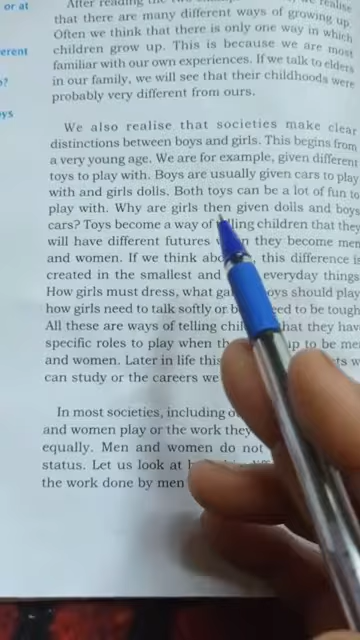 or at
erent
?
oys
After reading the we realise
that there are many different ways of growing up.
Often we think that there is only one way in which
children grow up. This is because we are most
familiar with our own experiences. If we talk to elders
in our family, we will see that their childhoods were
probably very different from ours.
We also realise that societies make clear
distinctions between boys and girls. This begins from
a very young age. We are for example, given different
toys to play with. Boys are usually given cars to play
with and girls dolls. Both toys can be a lot of fun to
play with. Why are girls then given dolls and boys
cars? Toys become a way of telling children that they
will have different futures when they become men
and women. If we think abo , this difference is
created in the smallest and everyday things.
How girls must dress, what ga oys should play
how girls need to talk softly or b eed to be tough.
All these are ways of telling chil that they have
specific roles to play when th up to be me
and women. Later in life this ts w
can study or the careers we
In most societies, including o
and women play or the work they
equally. Men and women do not
status. Let us look at
the work done by men